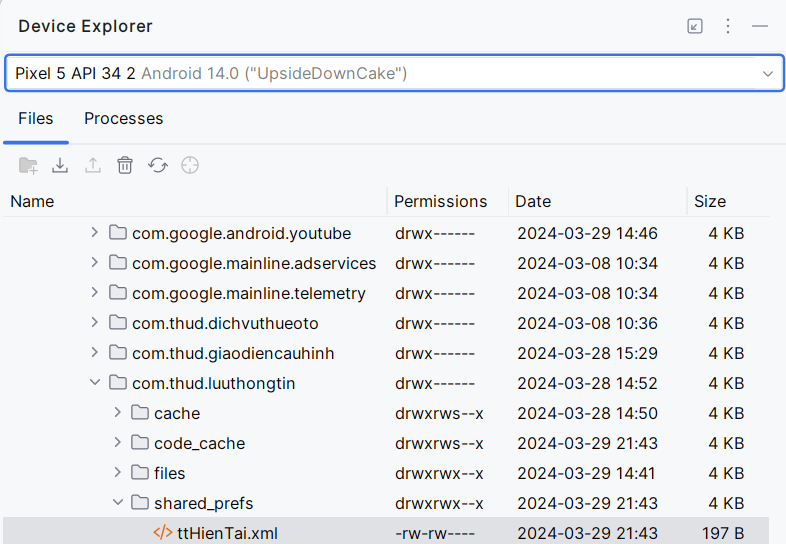 Device Explorer
Pixel 5 API 34 2 Android 14.0 ("UpsideDownCake")
Files Processes
Name Permissions Date Size
com.google.android.youtube drwx------ 2024-03-29 14:46 4 KB
com.google.mainline.adservices drwx------ 2024-03-08 10:34 4 KB
com.google.mainline.telemetry drwx------ 2024-03-08 10:34 4 KB
com.thud.dichvuthueoto drwx------ 2024-03-08 10:36 4 KB
com.thud.giaodiencauhinh drwx------ 2024-03-28 15:29 4 KB
com.thud.luuthongtin drwx------ 2024-03-28 14:52 4 KB
cache drwxrws--x 2024-03-28 14:50 4 KB
code_cache drwxrws--x 2024-03-29 21:43 4 KB
files drwxrwx--x 2024-03-29 14:41 4 KB
shared_prefs drwxrwx--x 2024-03-29 21:43 4 KB
ttHienTai.xml -rw-rw---- 2024-03-29 21:43 197 B